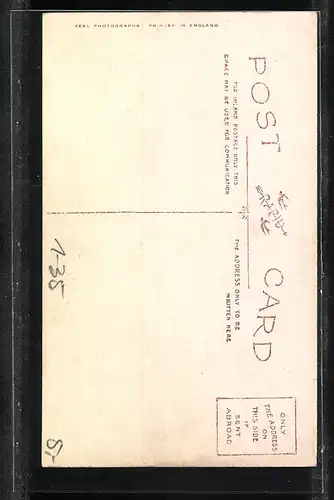 REAL PHOTOGRAPHS: PRINTED IN ENGLAND
POST CARD
FOR INLAND POSTAGE ONLY THIS
SPACE MAY BE USED FOR COMMUNICATION
THE ADDRESS ONLY TO BE
WRITTEN HERE
ONLY
THE ADDRESS
ON
THIS SIDE
IF
SENT
ABROAD
1-35